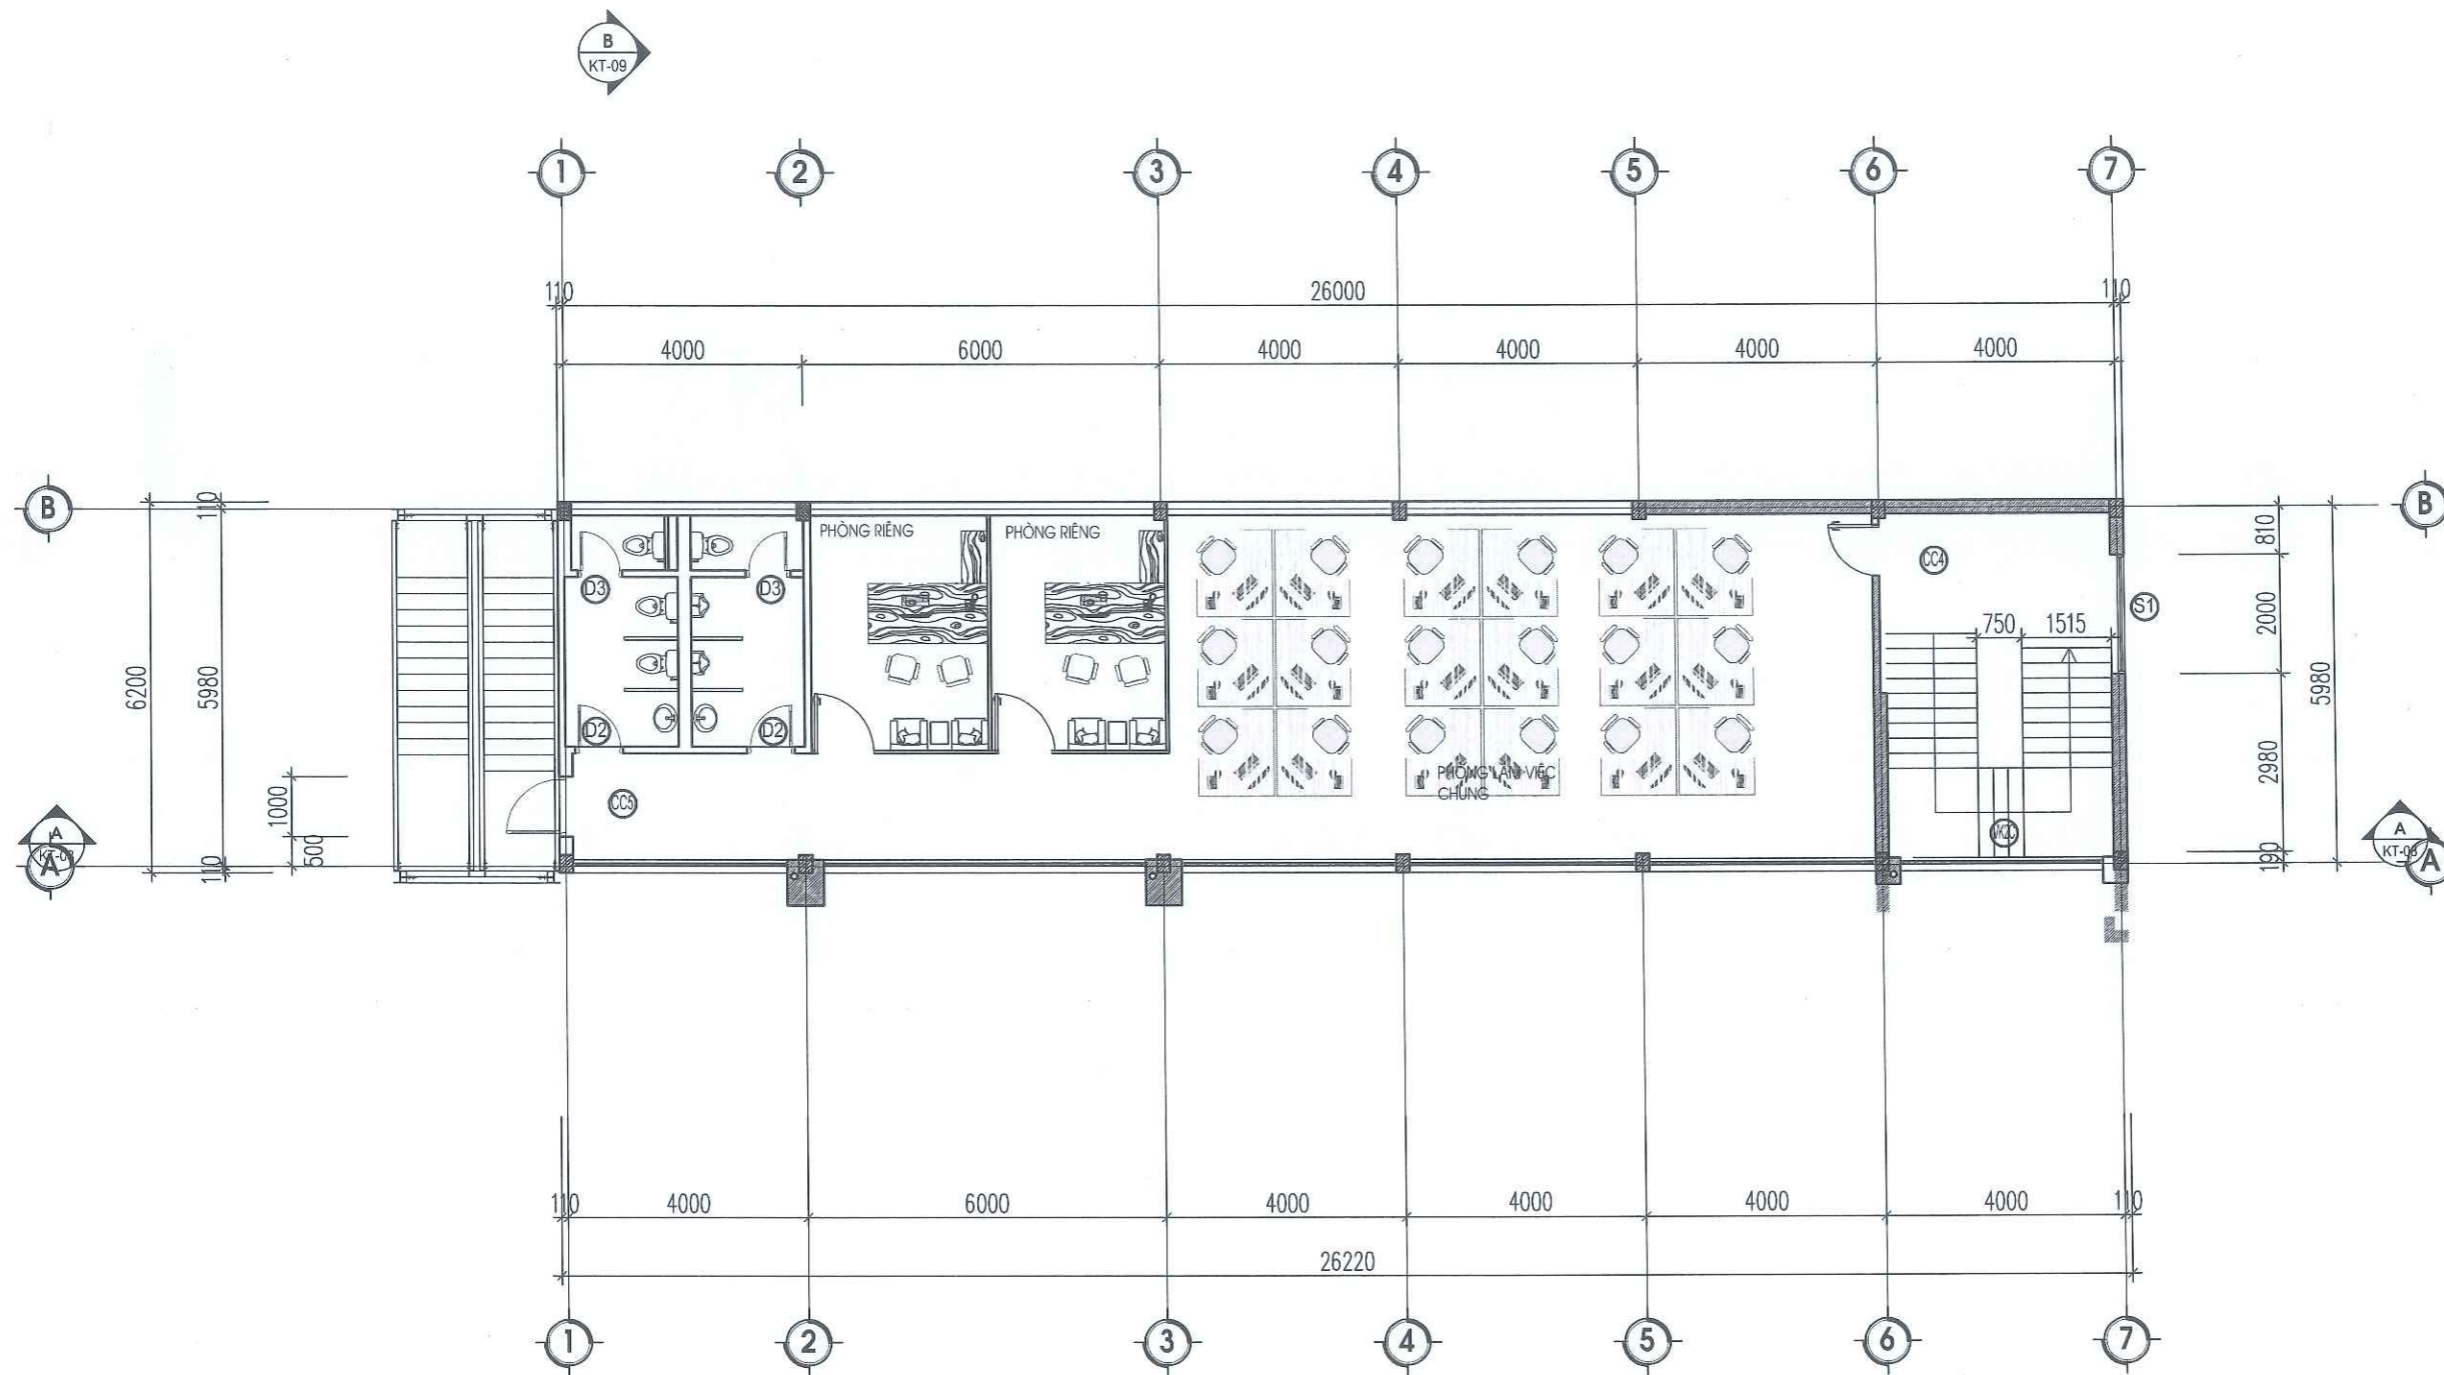 B
KT-09
1 2 3 4 5 6 7
110 26000 110
4000 6000 4000 4000 4000 4000
B B
110
6200
5980
110
1000
500
PHÒNG RIÊNG PHÒNG RIÊNG
D3 D3
D2 D2
CC5
PHÒNG LÀM VIỆC
CHUNG
CC4
S1
750 1515
810
2000
2980
190
5980
A
A
A
KT-08
A
110 4000 6000 4000 4000 4000 4000 110
26220
1 2 3 4 5 6 7